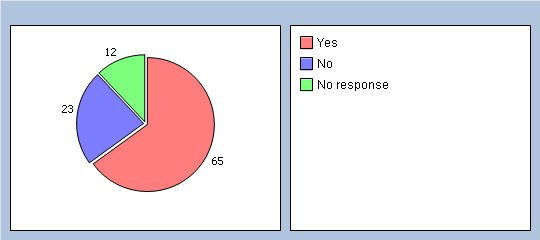 12
23
65
Yes
No
No response